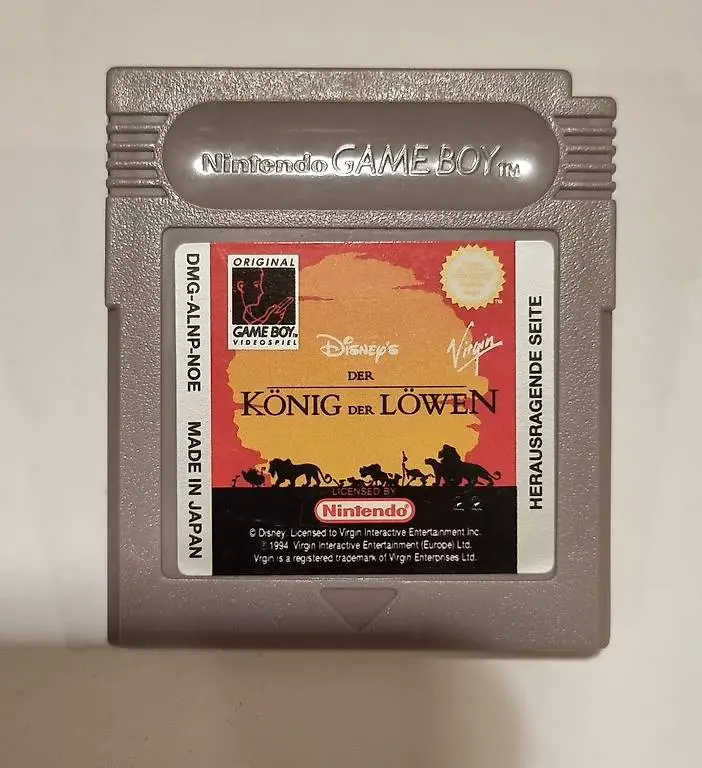 Nintendo GAME BOY TM
DMG-ALNP-NOE MADE IN JAPAN
ORIGINAL
GAME BOY™
VIDEOSPIEL
DISNEY'S
Virgin
DER
KÖNIG DER LÖWEN
LICENSED BY
Nintendo®
© Disney. Licensed to Virgin Interactive Entertainment Inc.
© 1994 Virgin Interactive Entertainment (Europe) Ltd.
Virgin is a registered trademark of Virgin Enterprises Ltd.
HERAUSRAGENDE SEITE